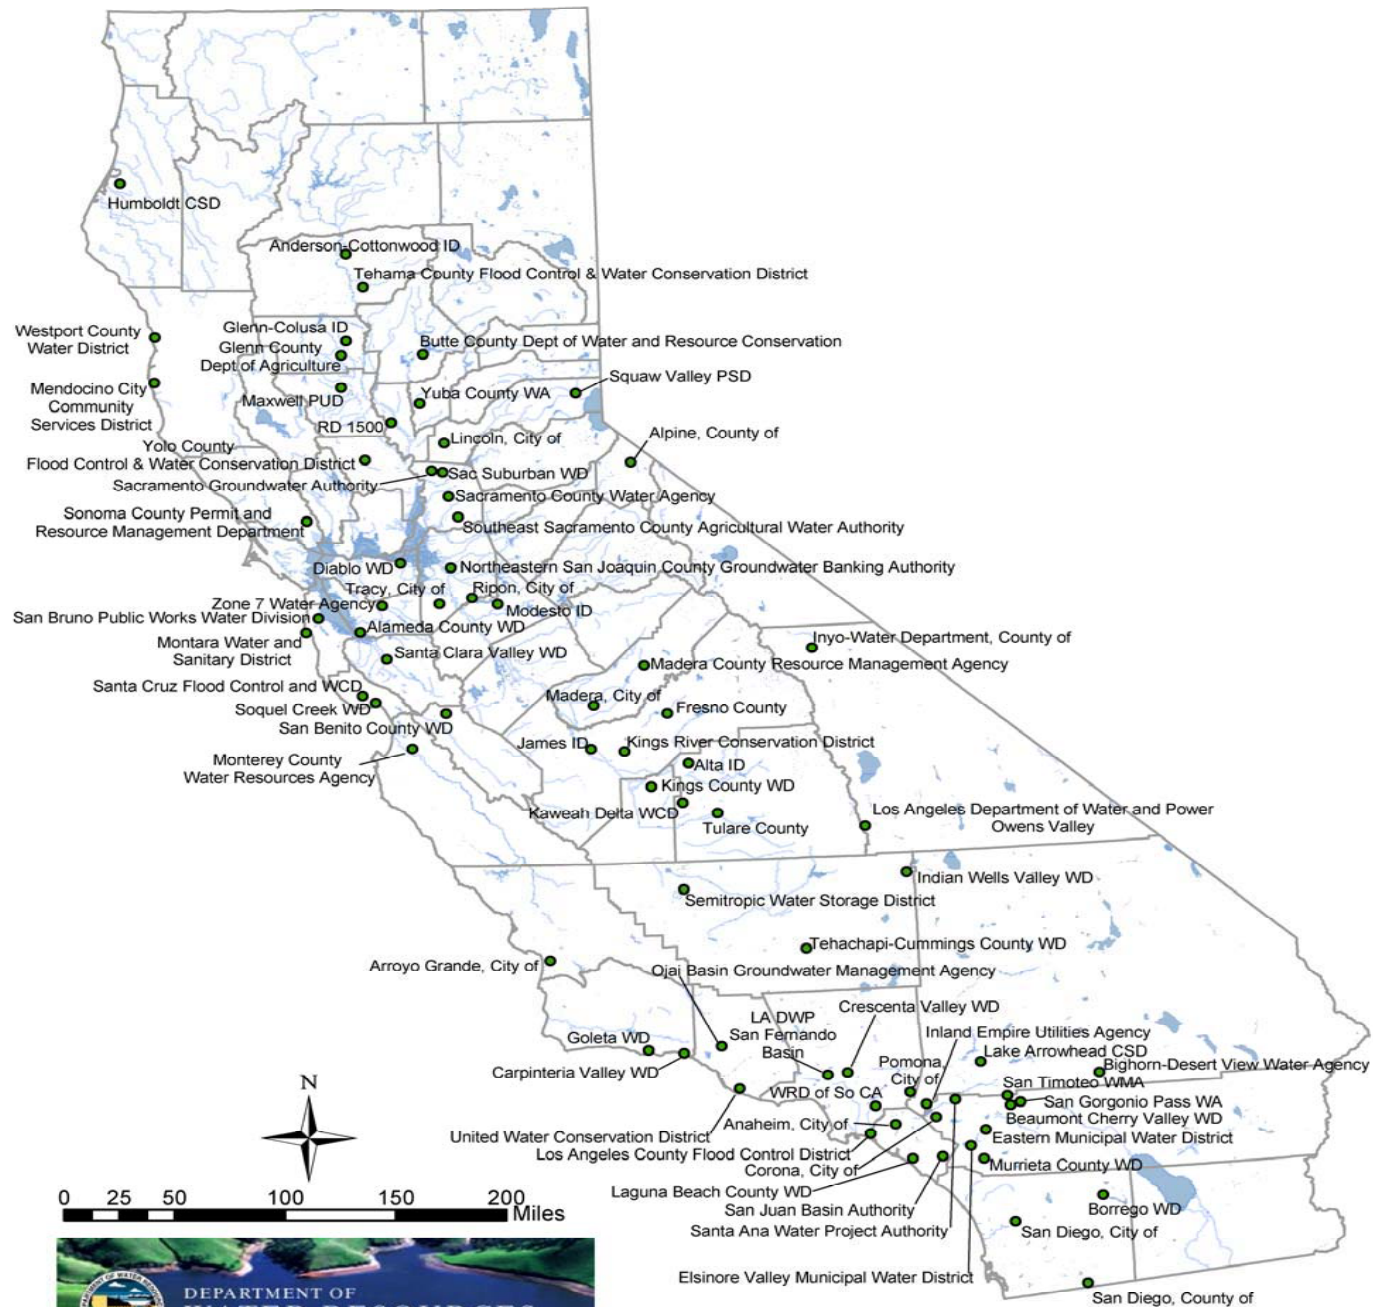 Humboldt CSD
Anderson-Cottonwood ID
Tehama County Flood Control & Water Conservation District
Westport County
Water District
Glenn-Colusa ID
Glenn County
Dept of Agriculture
Butte County Dept of Water and Resource Conservation
Squaw Valley PSD
Mendocino City
Community
Services District
Maxwell PUD
Yuba County WA
RD 1500
Lincoln, City of
Alpine, County of
Yolo County
Flood Control & Water Conservation District
Sac Suburban WD
Sacramento Groundwater Authority
Sacramento County Water Agency
Sonoma County Permit and
Resource Management Department
Southeast Sacramento County Agricultural Water Authority
Diablo WD
Northeastern San Joaquin County Groundwater Banking Authority
Tracy, City of
Ripon, City of
Zone 7 Water Agency
Modesto ID
San Bruno Public Works Water Division
Alameda County WD
Montara Water and
Sanitary District
Inyo-Water Department, County of
Santa Clara Valley WD
Madera County Resource Management Agency
Santa Cruz Flood Control and WCD
Madera, City of
Soquel Creek WD
Fresno County
San Benito County WD
James ID
Kings River Conservation District
Monterey County
Water Resources Agency
Alta ID
Kings County WD
Kaweah Delta WCD
Tulare County
Los Angeles Department of Water and Power
Owens Valley
Indian Wells Valley WD
Semitropic Water Storage District
Tehachapi-Cummings County WD
Arroyo Grande, City of
Ojai Basin Groundwater Management Agency
Crescenta Valley WD
LA DWP
San Fernando
Basin
Inland Empire Utilities Agency
Goleta WD
Lake Arrowhead CSD
Carpinteria Valley WD
Pomona,
City of
Bighorn-Desert View Water Agency
San Timoteo WMA
WRD of So CA
San Gorgonio Pass WA
Anaheim, City of
Beaumont Cherry Valley WD
United Water Conservation District
Eastern Municipal Water District
Los Angeles County Flood Control District
Corona, City of
Murrieta County WD
Laguna Beach County WD
San Juan Basin Authority
Borrego WD
Santa Ana Water Project Authority
San Diego, City of
Elsinore Valley Municipal Water District
San Diego, County of
N
0 25 50 100 150 200
Miles
DEPARTMENT OF
WATER RESOURCES